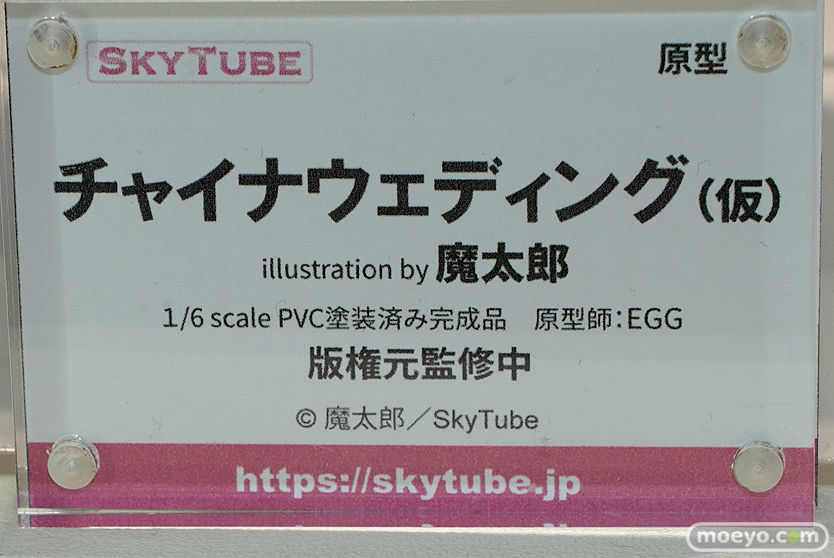 SKYTUBE
原型
チャイナウェディング(仮)
illustration by 魔太郎
1/6 scale PVC塗装済み完成品　原型師:EGG
版権元監修中
© 魔太郎／SkyTube
https://skytube.jp
moeyo.com